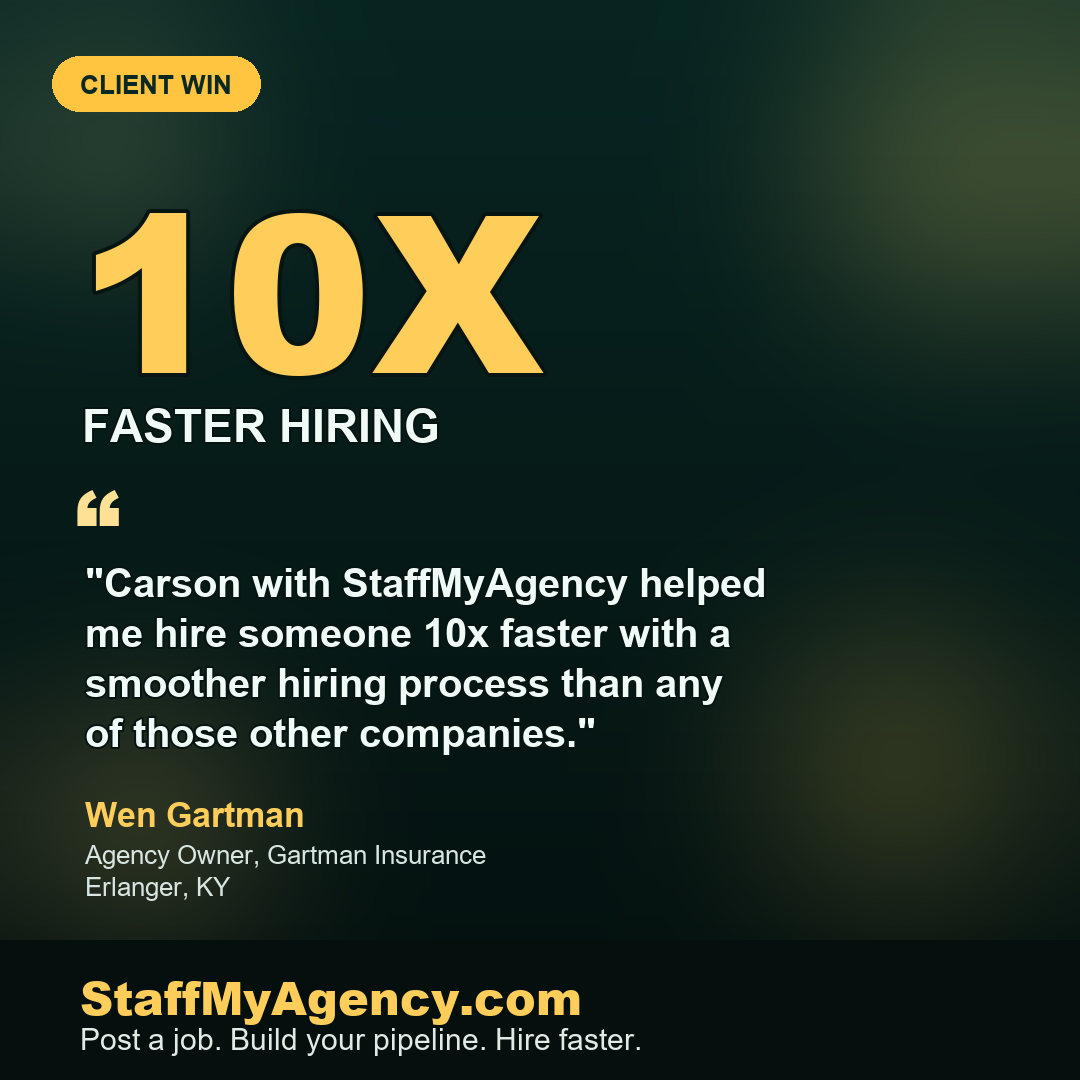 CLIENT WIN
10X
FASTER HIRING
“
"Carson with StaffMyAgency helped
me hire someone 10x faster with a
smoother hiring process than any
of those other companies."
Wen Gartman
Agency Owner, Gartman Insurance
Erlanger, KY
StaffMyAgency.com
Post a job. Build your pipeline. Hire faster.